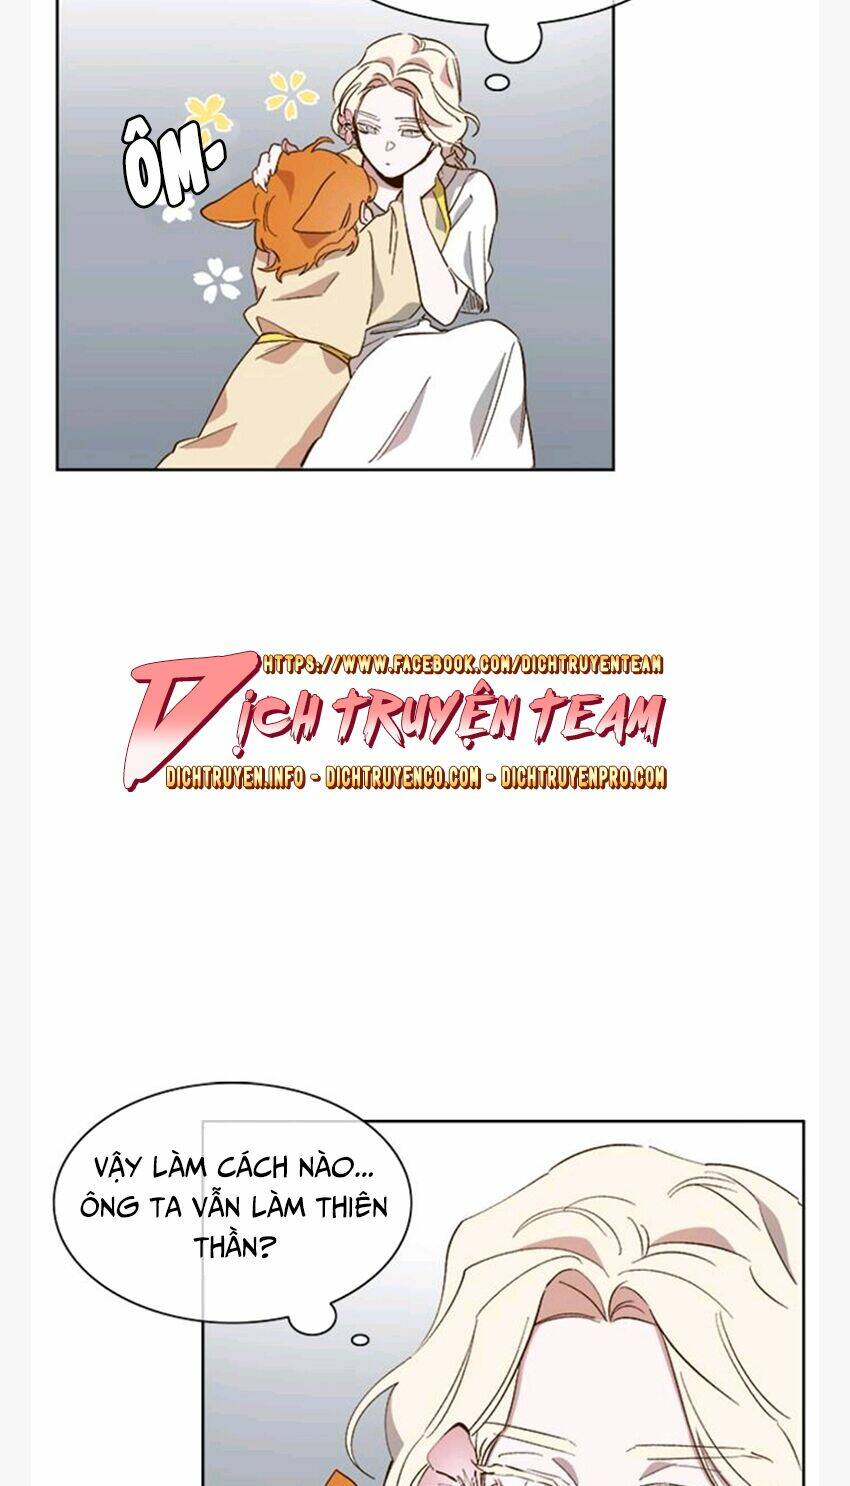 ÔM-
HTTPS://WWW.FACEBOOK.COM/DICHTRUYENTEAM
DỊCH TRUYỆN TEAM
DICHTRUYEN.INFO - DICHTRUYENCO.COM - DICHTRUYENPRO.COM
VẬY LÀM CÁCH NÀO...
ÔNG TA VẪN LÀM THIÊN
THẦN?